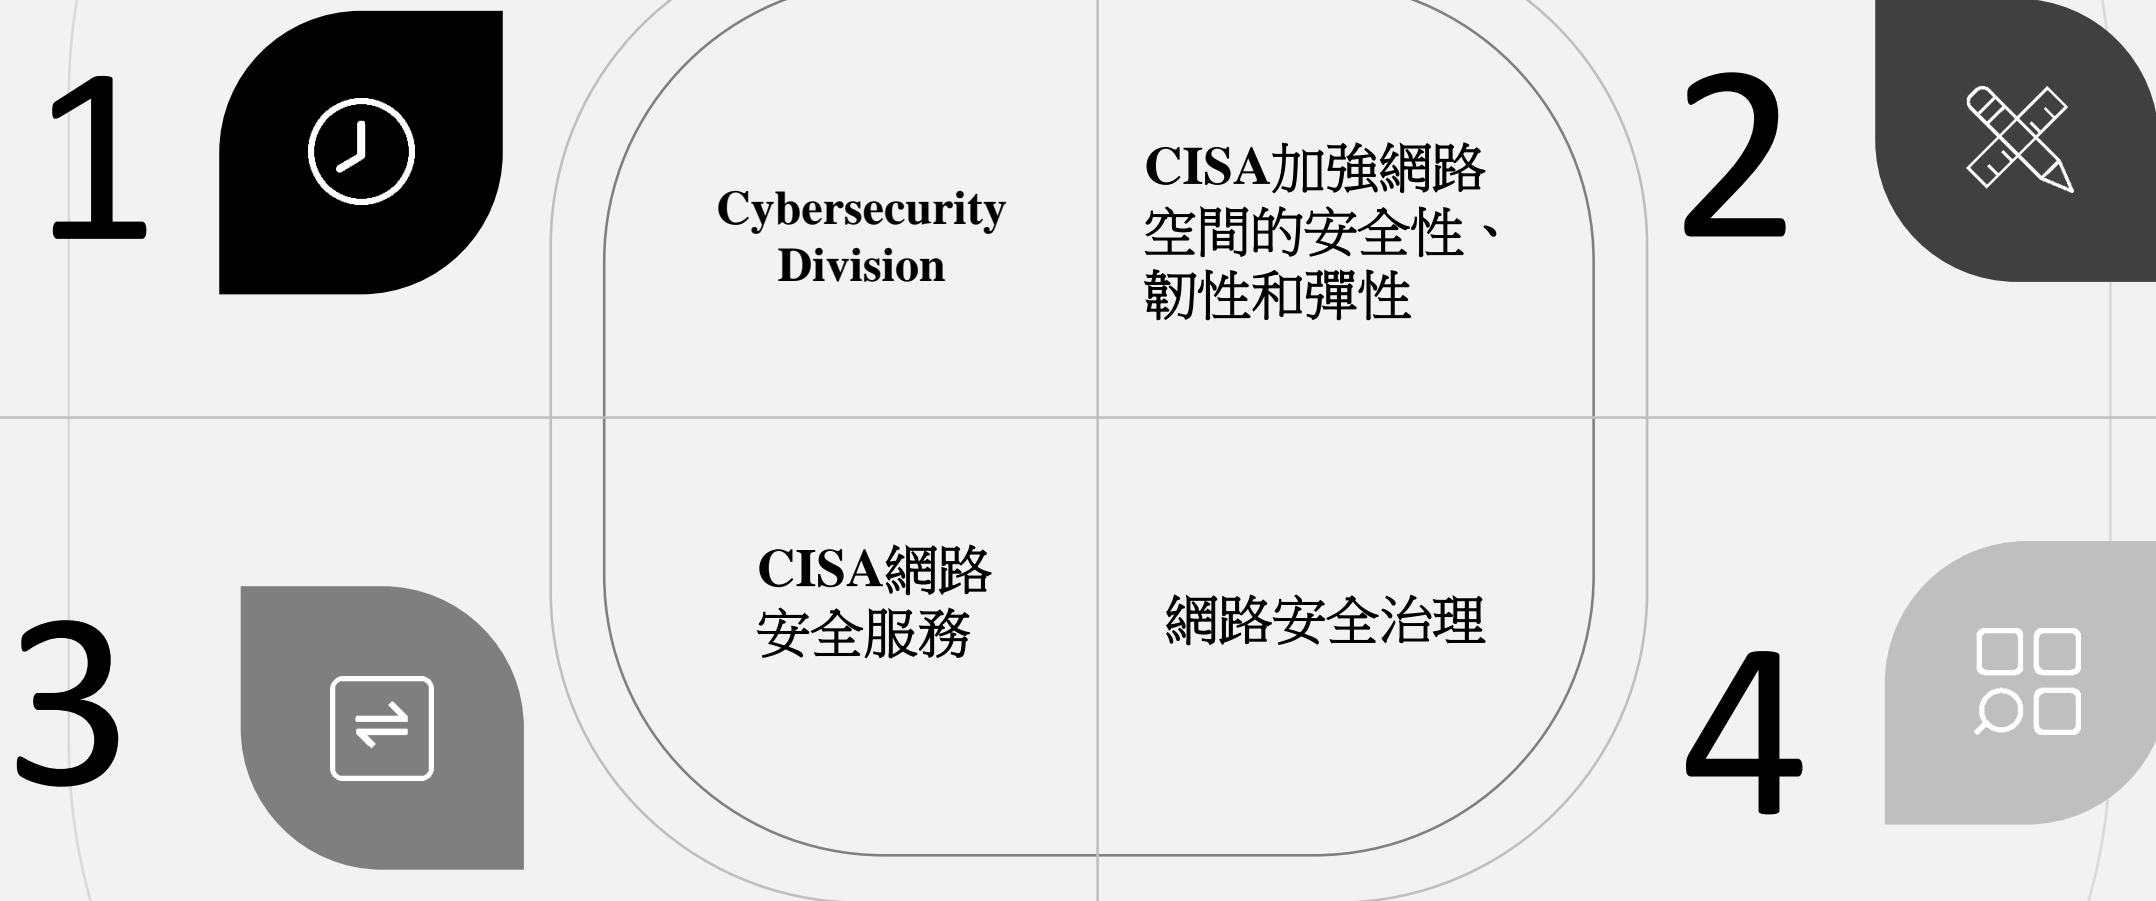 1
Cybersecurity
Division
CISA加強網路
空間的安全性、
韌性和彈性
2
3
CISA網路
安全服務
網路安全治理
4